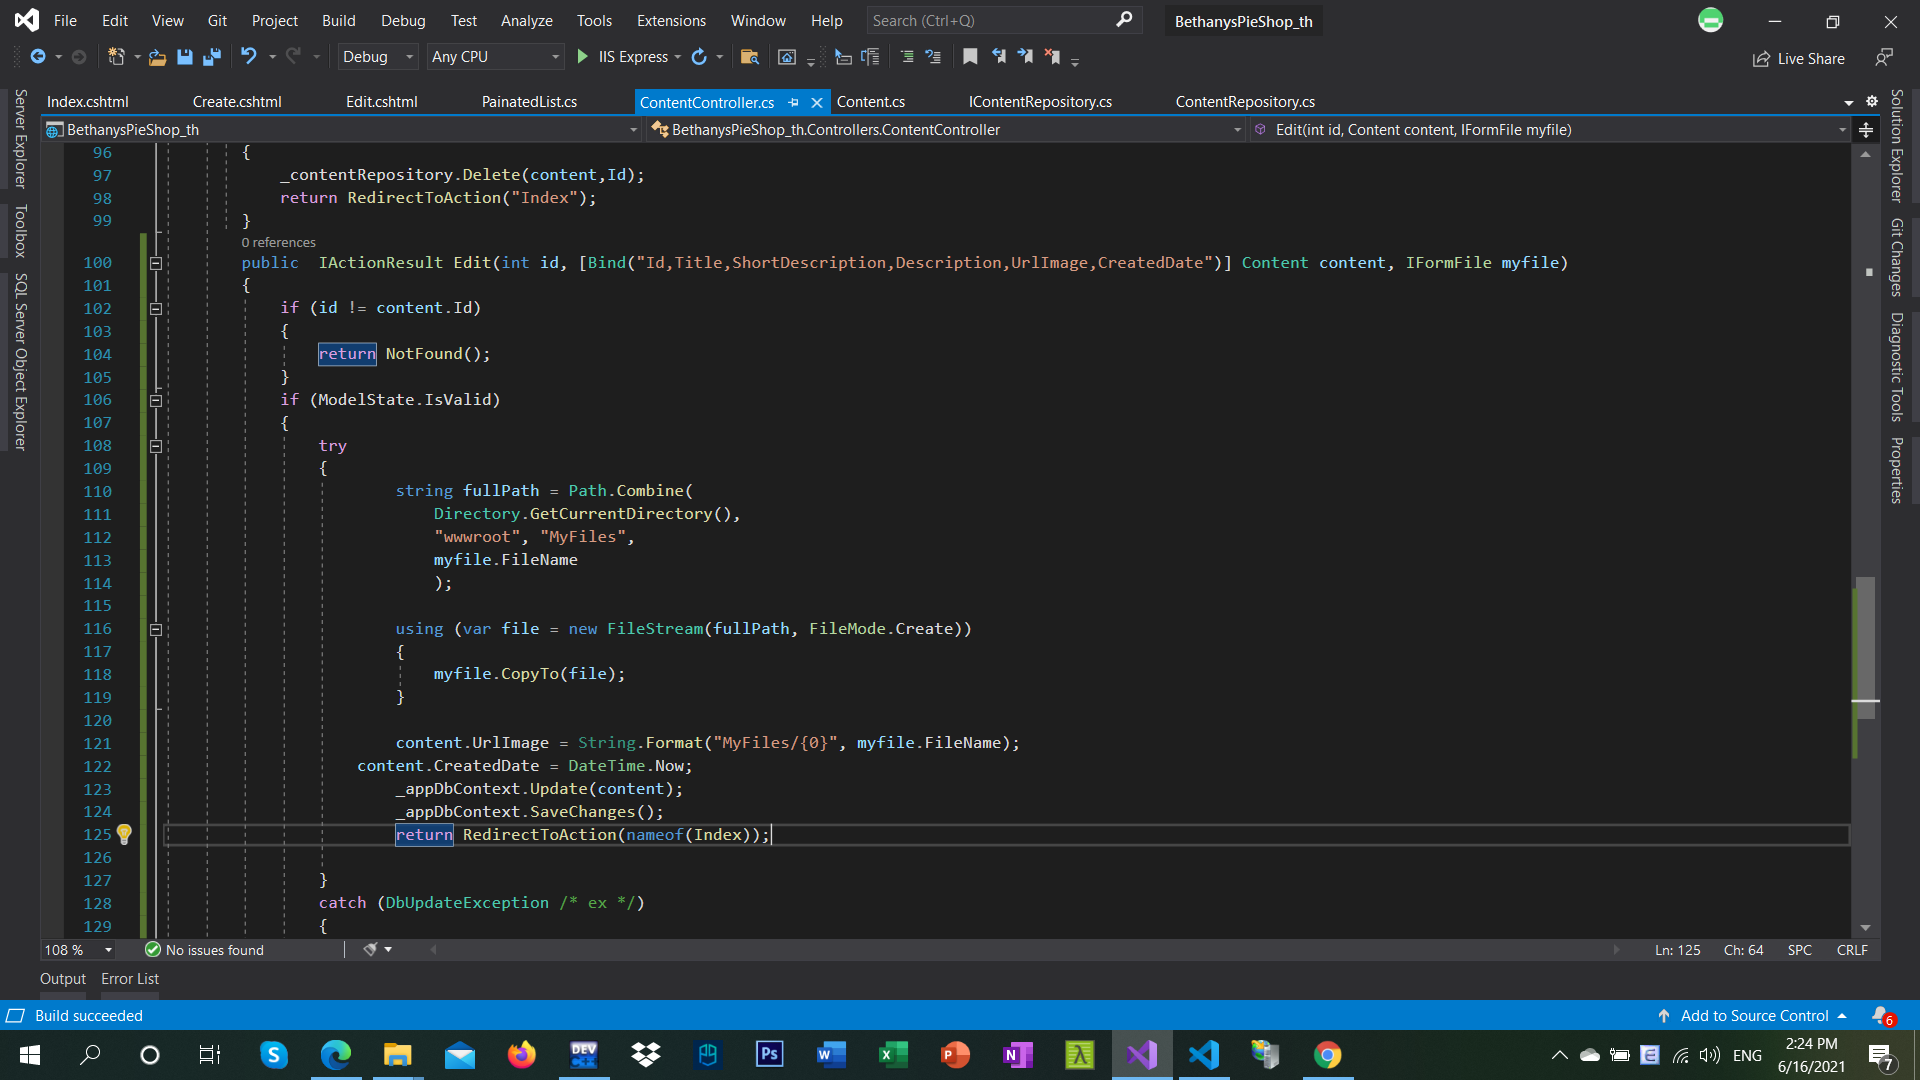 File Edit View Git Project Build Debug Test Analyze Tools Extensions Window Help Search (Ctrl+Q) BethanysPieShop_th
Debug Any CPU IIS Express Live Share
Index.cshtml Create.cshtml Edit.cshtml PainatedList.cs ContentController.cs Content.cs IContentRepository.cs ContentRepository.cs
BethanysPieShop_th BethanysPieShop_th.Controllers.ContentController Edit(int id, Content content, IFormFile myfile)
Server Explorer
Toolbox
SQL Server Object Explorer
96 {
97 _contentRepository.Delete(content,Id);
98 return RedirectToAction("Index");
99 }
0 references
100 public  IActionResult Edit(int id, [Bind("Id,Title,ShortDescription,Description,UrlImage,CreatedDate")] Content content, IFormFile myfile)
101 {
102 if (id != content.Id)
103 {
104 return NotFound();
105 }
106 if (ModelState.IsValid)
107 {
108 try
109 {
110 string fullPath = Path.Combine(
111 Directory.GetCurrentDirectory(),
112 "wwwroot", "MyFiles",
113 myfile.FileName
114 );
115
116 using (var file = new FileStream(fullPath, FileMode.Create))
117 {
118 myfile.CopyTo(file);
119 }
120
121 content.UrlImage = String.Format("MyFiles/{0}", myfile.FileName);
122 content.CreatedDate = DateTime.Now;
123 _appDbContext.Update(content);
124 _appDbContext.SaveChanges();
125 return RedirectToAction(nameof(Index));
126
127 }
128 catch (DbUpdateException /* ex */)
129 {
Solution Explorer
Git Changes
Diagnostic Tools
Properties
108 % No issues found Ln: 125 Ch: 64 SPC CRLF
Output Error List
Build succeeded Add to Source Control 6
ENG 2:24 PM
6/16/2021 7